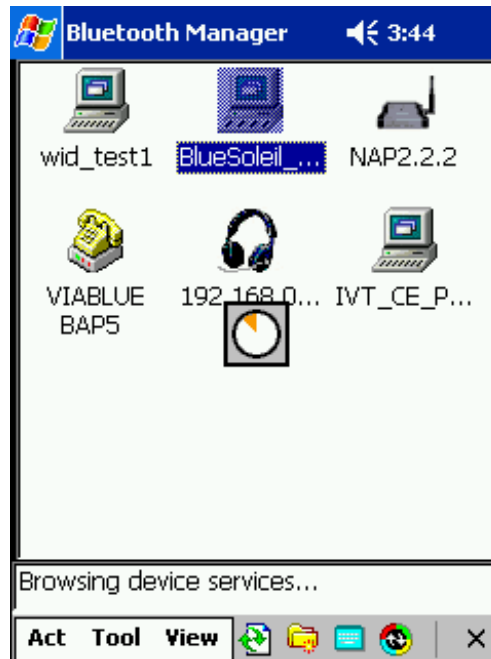 Bluetooth Manager 3:44
wid_test1 BlueSoleil_... NAP2.2.2
VIABLUE 192.168.0... IVT_CE_P...
BAP5
Browsing device services...
Act Tool View